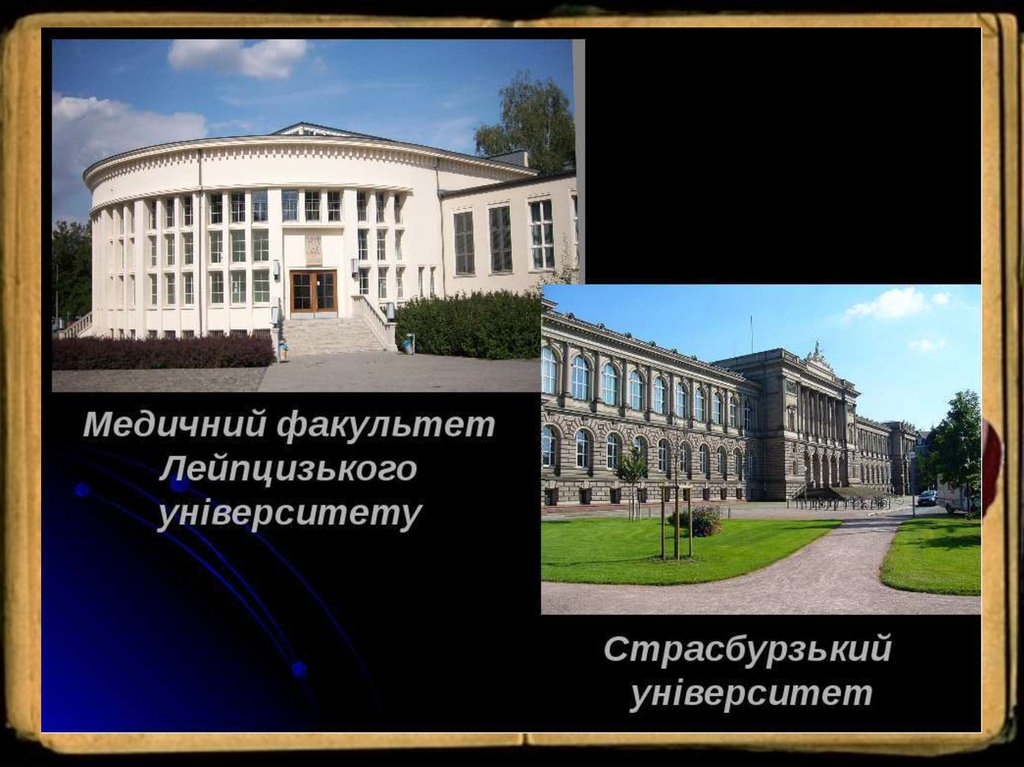 Медичний факультет
Лейпцизького
університету
Страсбурзький
університет